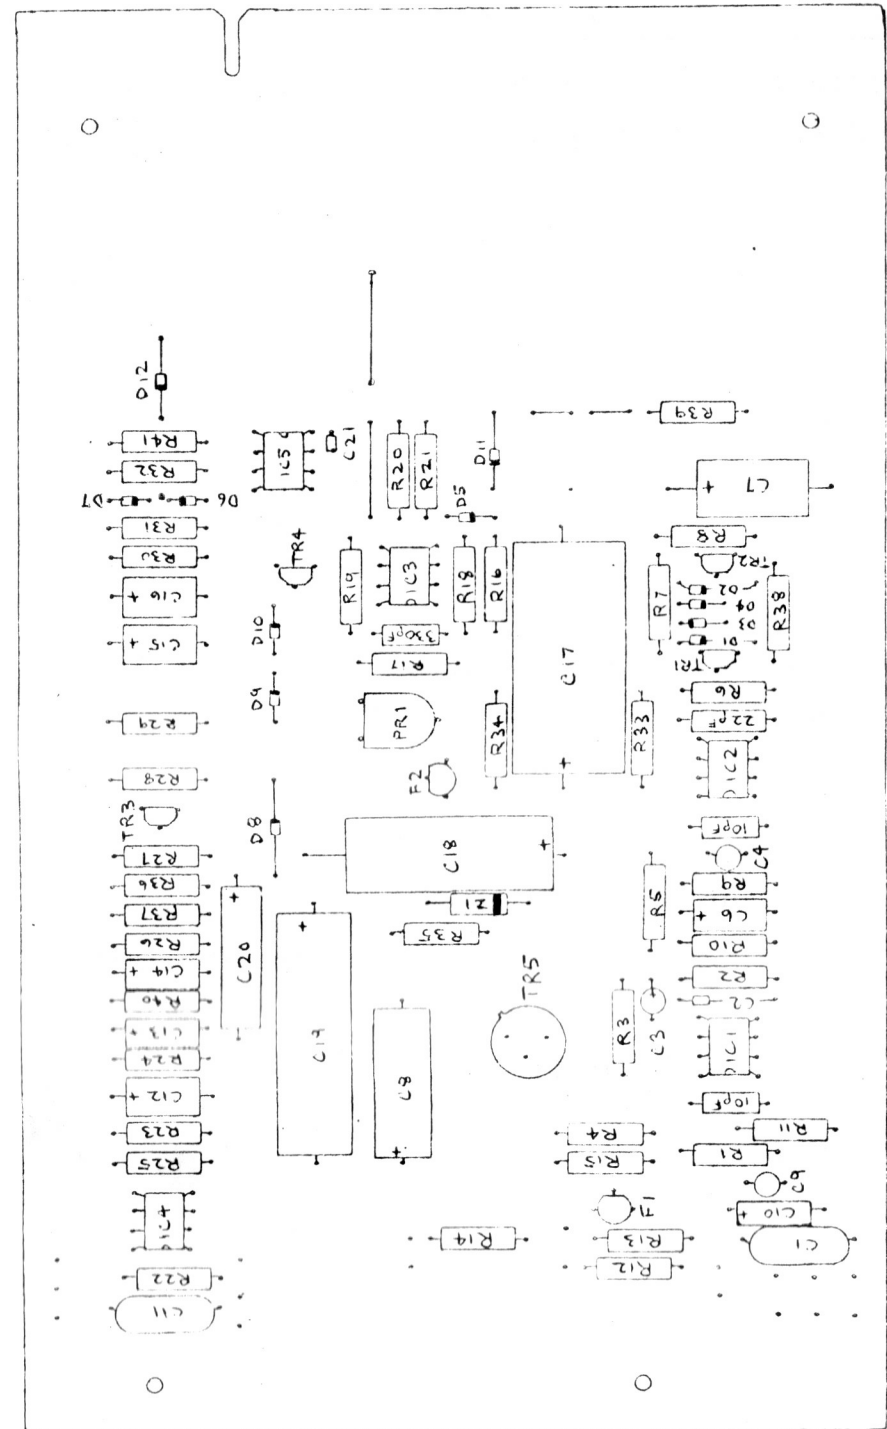 D12
R39
R41
IC5
C21
R20
R21
D11
R32
C7
+
D7
D6
D5
R31
R8
TR4
R30
R19
IC3
R18
R16
TR2
R7
D2
R38
C16 +
D4
D3
D10
330pF
D1
C15 +
R17
TR1
C17
D9
R6
R29
PR1
R34
R33
22pF
+
IC2
R28
F2
TR3
D8
10pF
R27
C18
+
C4
R36
R9
+
Z1
R5
R37
C6 +
+
R26
C20
R35
R10
C14 +
TR5
R2
R40
C2
C13 +
C19
R3
C3
R24
IC1
C8
C12 +
10pF
R23
R4
R11
+
R25
R15
R1
C9
IC4
F1
C10 +
R14
R13
C1
R22
R12
C11